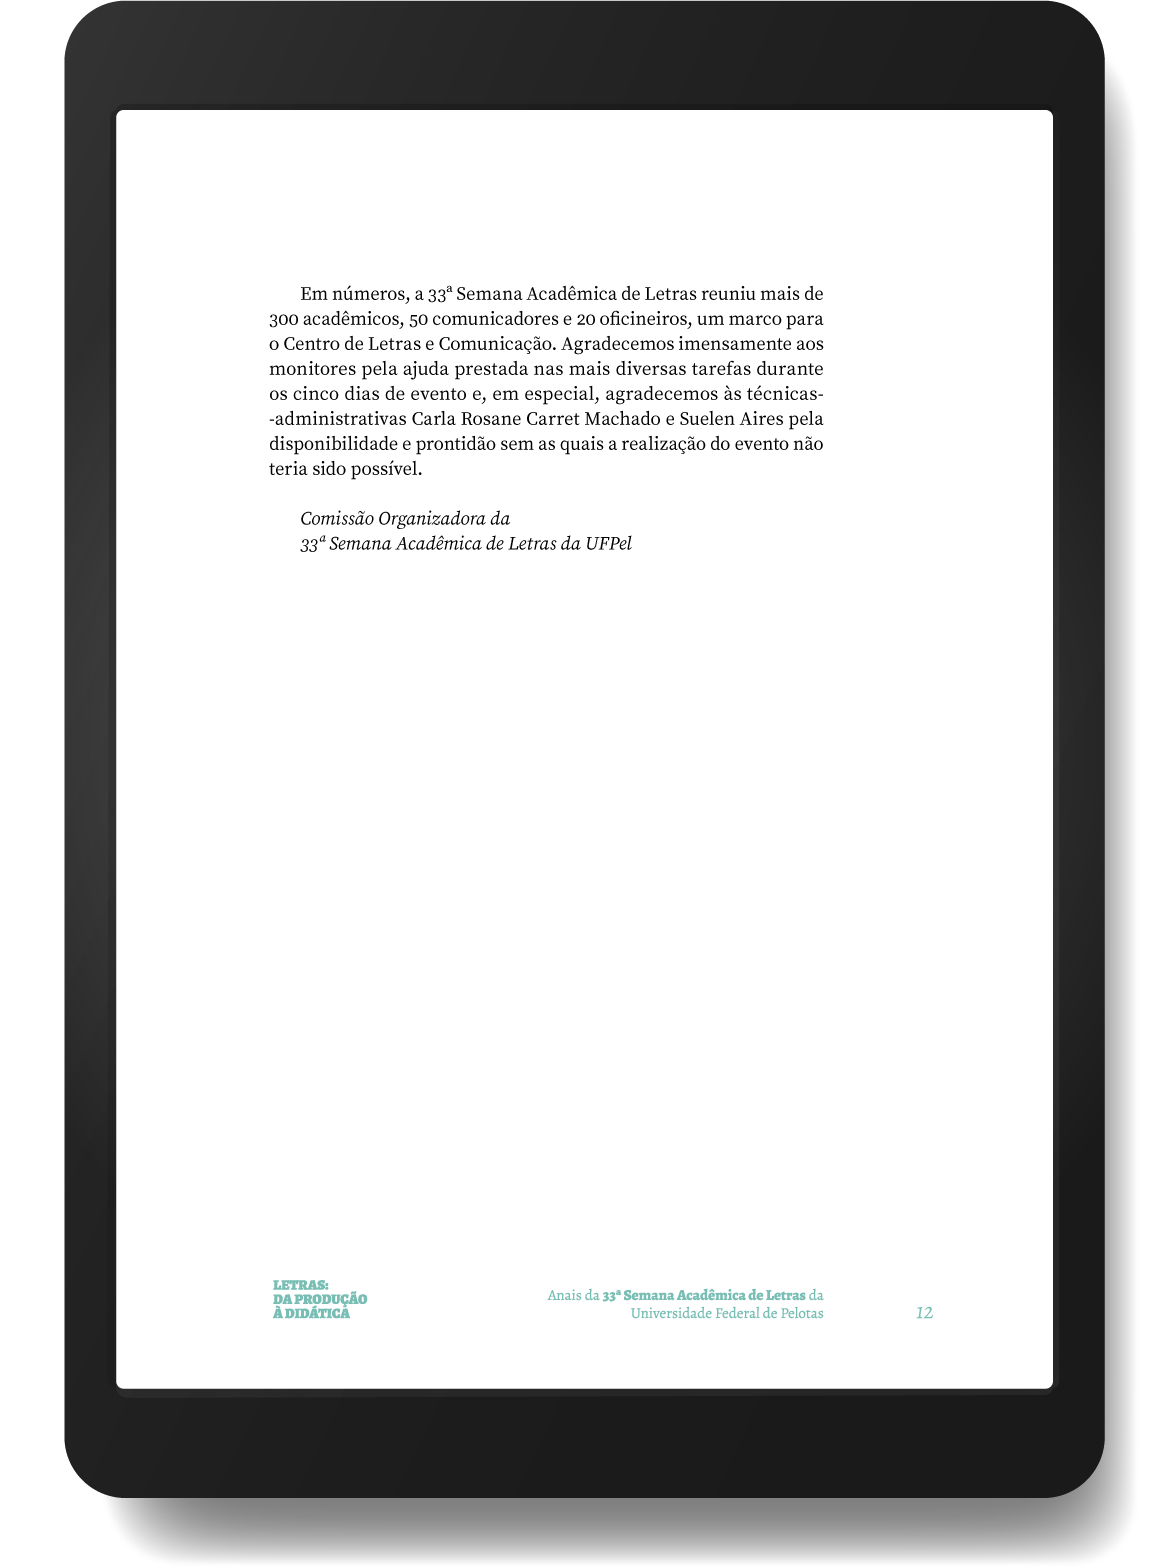 Em números, a 33ª Semana Acadêmica de Letras reuniu mais de
300 acadêmicos, 50 comunicadores e 20 oficineiros, um marco para
o Centro de Letras e Comunicação. Agradecemos imensamente aos
monitores pela ajuda prestada nas mais diversas tarefas durante
os cinco dias de evento e, em especial, agradecemos às técnicas-
-administrativas Carla Rosane Carret Machado e Suelen Aires pela
disponibilidade e prontidão sem as quais a realização do evento não
teria sido possível.
Comissão Organizadora da
33ª Semana Acadêmica de Letras da UFPel
LETRAS:
DA PRODUÇÃO
À DIDÁTICA
Anais da 33ª Semana Acadêmica de Letras da
Universidade Federal de Pelotas
12